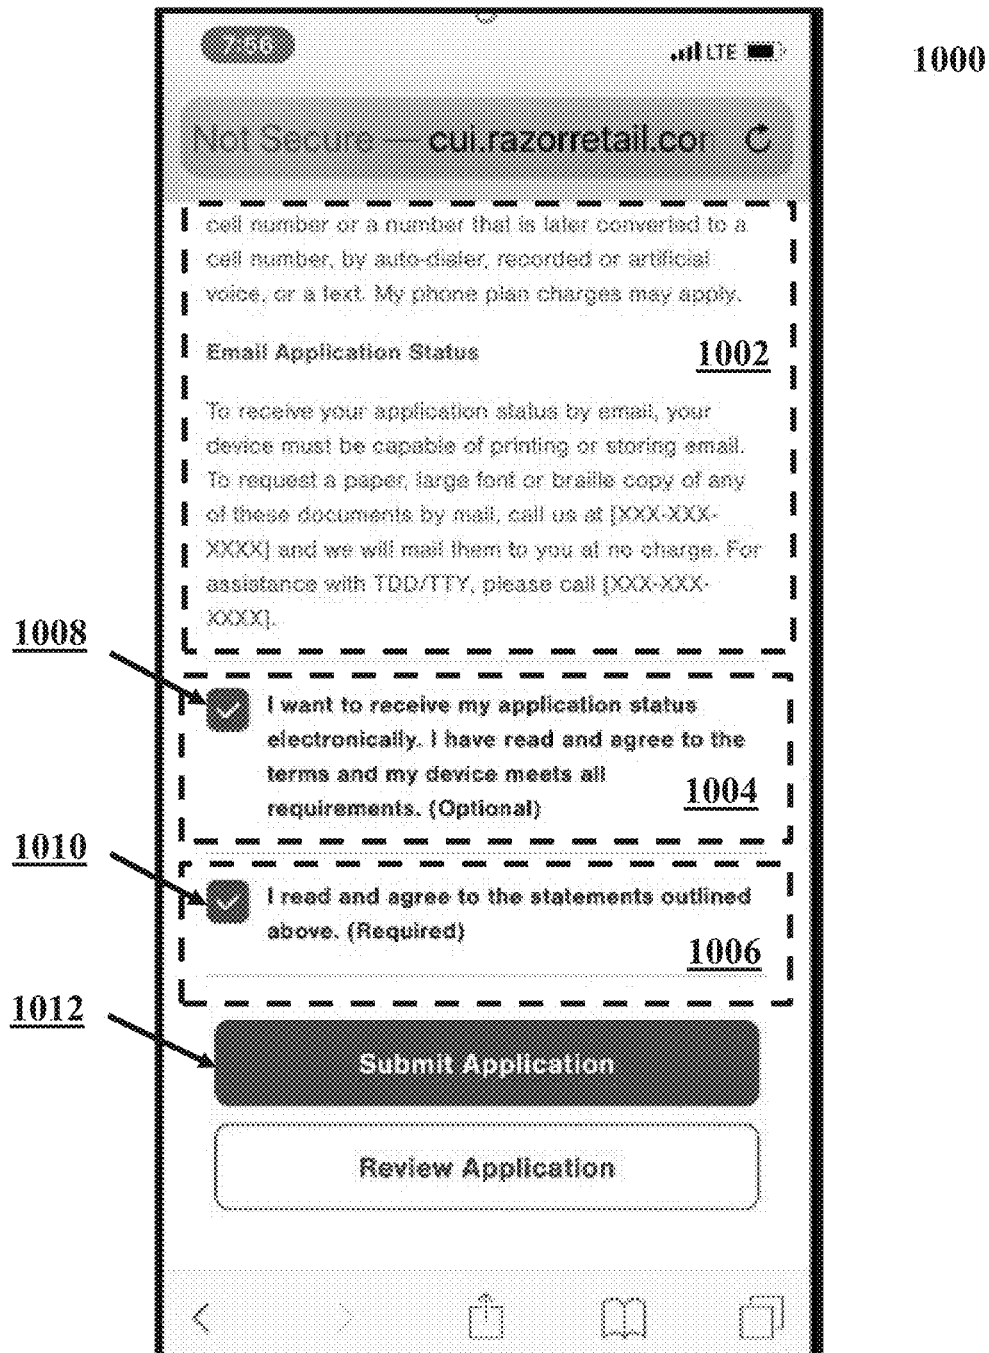 7:56
LTE
1000
Not Secure — cui.razorretail.cor
cell number or a number that is later converted to a
cell number, by auto-dialer, recorded or artificial
voice, or a text. My phone plan charges may apply.
Email Application Status
1002
To receive your application status by email, your
device must be capable of printing or storing email.
To request a paper, large font or braille copy of any
of these documents by mail, call us at [XXX-XXX-
XXXX] and we will mail them to you at no charge. For
assistance with TDD/TTY, please call [XXX-XXX-
XXXX].
1008
I want to receive my application status
electronically. I have read and agree to the
terms and my device meets all
requirements. (Optional)
1004
1010
I read and agree to the statements outlined
above. (Required)
1006
1012
Submit Application
Review Application